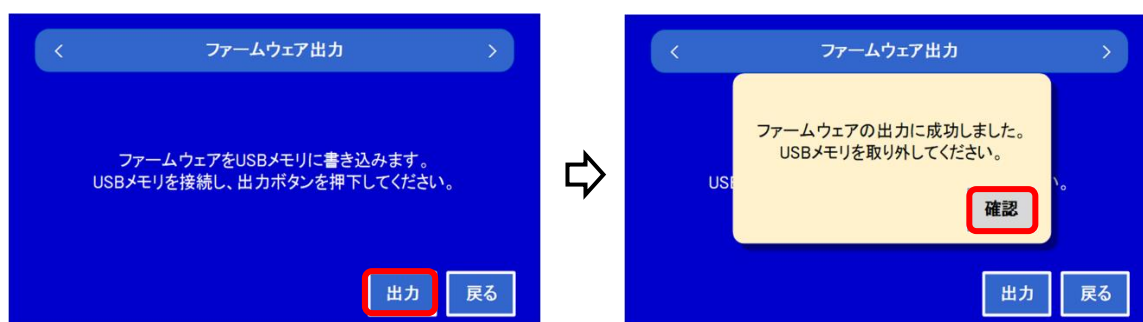 < ファームウェア出力 >
ファームウェアをUSBメモリに書き込みます。
USBメモリを接続し、出力ボタンを押下してください。
出力 戻る
< ファームウェア出力 >
ファームウェアの出力に成功しました。
USBメモリを取り外してください。
US
い。
確認
出力 戻る